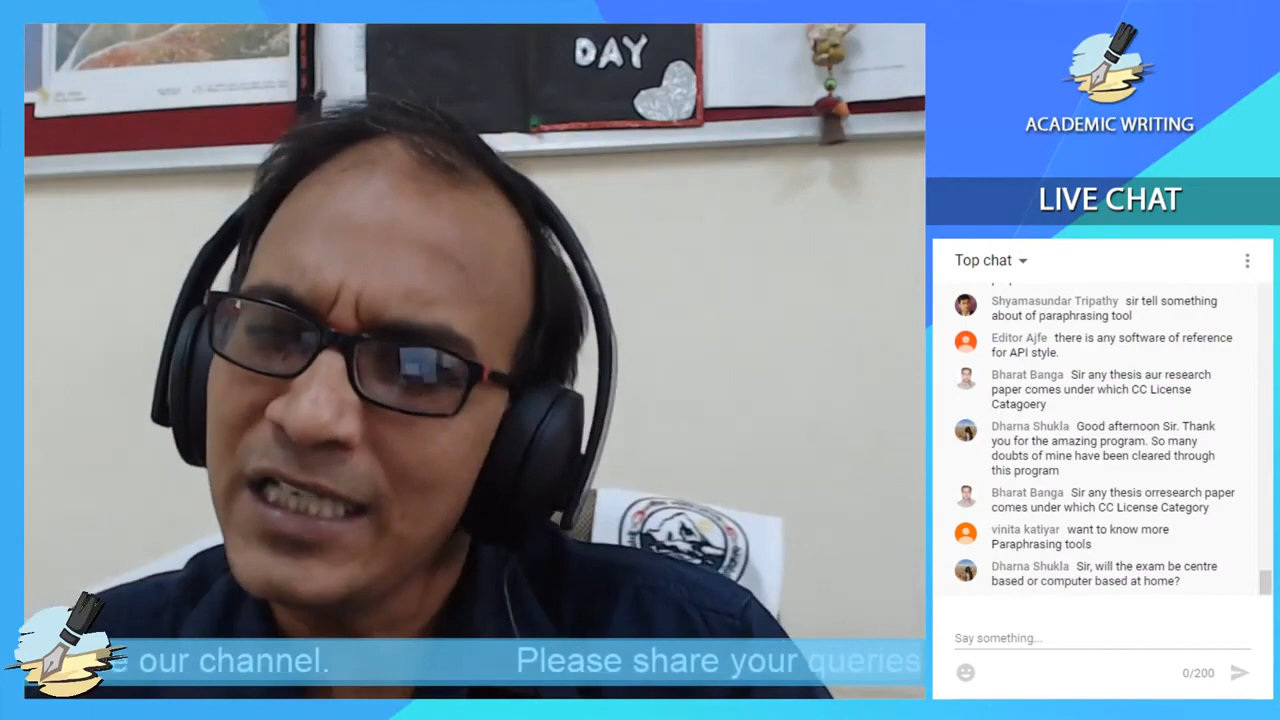 DAY
ACADEMIC WRITING
LIVE CHAT
Top chat
Shyamasundar Tripathy sir tell something
about of paraphrasing tool
Editor Ajfe there is any software of reference
for API style.
Bharat Banga Sir any thesis aur research
paper comes under which CC License
Catagoery
Dharna Shukla Good afternoon Sir. Thank
you for the amazing program. So many
doubts of mine have been cleared through
this program
Bharat Banga Sir any thesis orresearch paper
comes under which CC License Category
vinita katiyar want to know more
Paraphrasing tools
Dharna Shukla Sir, will the exam be centre
based or computer based at home?
Say something...
0/200
our channel. Please share your queries